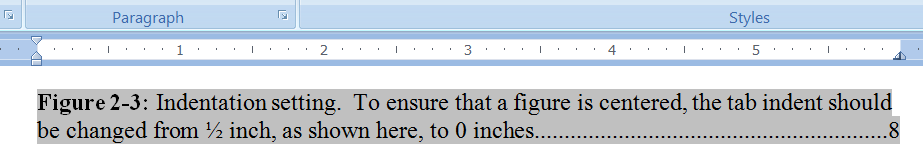 Paragraph Styles
1 2 3 4 5
Figure 2-3: Indentation setting.  To ensure that a figure is centered, the tab indent should
be changed from ½ inch, as shown here, to 0 inches............................................................8